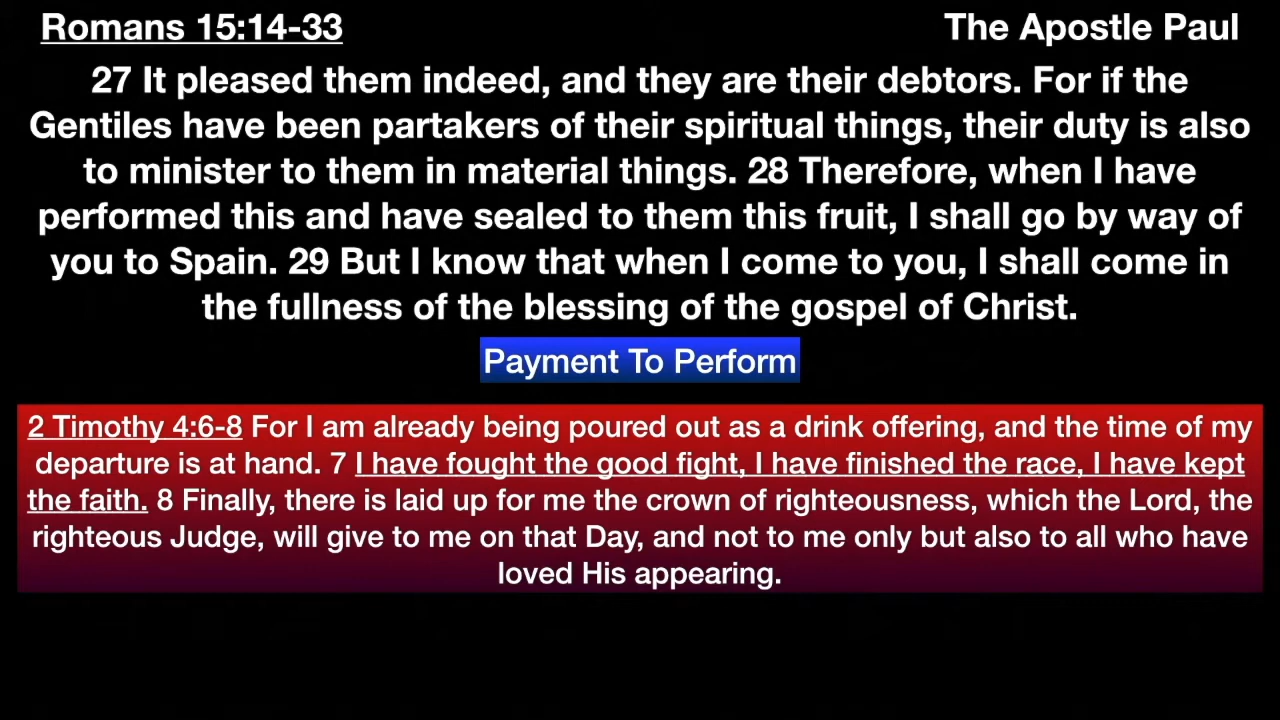 Romans 15:14-33
The Apostle Paul
27 It pleased them indeed, and they are their debtors. For if the
Gentiles have been partakers of their spiritual things, their duty is also
to minister to them in material things. 28 Therefore, when I have
performed this and have sealed to them this fruit, I shall go by way of
you to Spain. 29 But I know that when I come to you, I shall come in
the fullness of the blessing of the gospel of Christ.
Payment To Perform
2 Timothy 4:6-8 For I am already being poured out as a drink offering, and the time of my
departure is at hand. 7 I have fought the good fight, I have finished the race, I have kept
the faith. 8 Finally, there is laid up for me the crown of righteousness, which the Lord, the
righteous Judge, will give to me on that Day, and not to me only but also to all who have
loved His appearing.